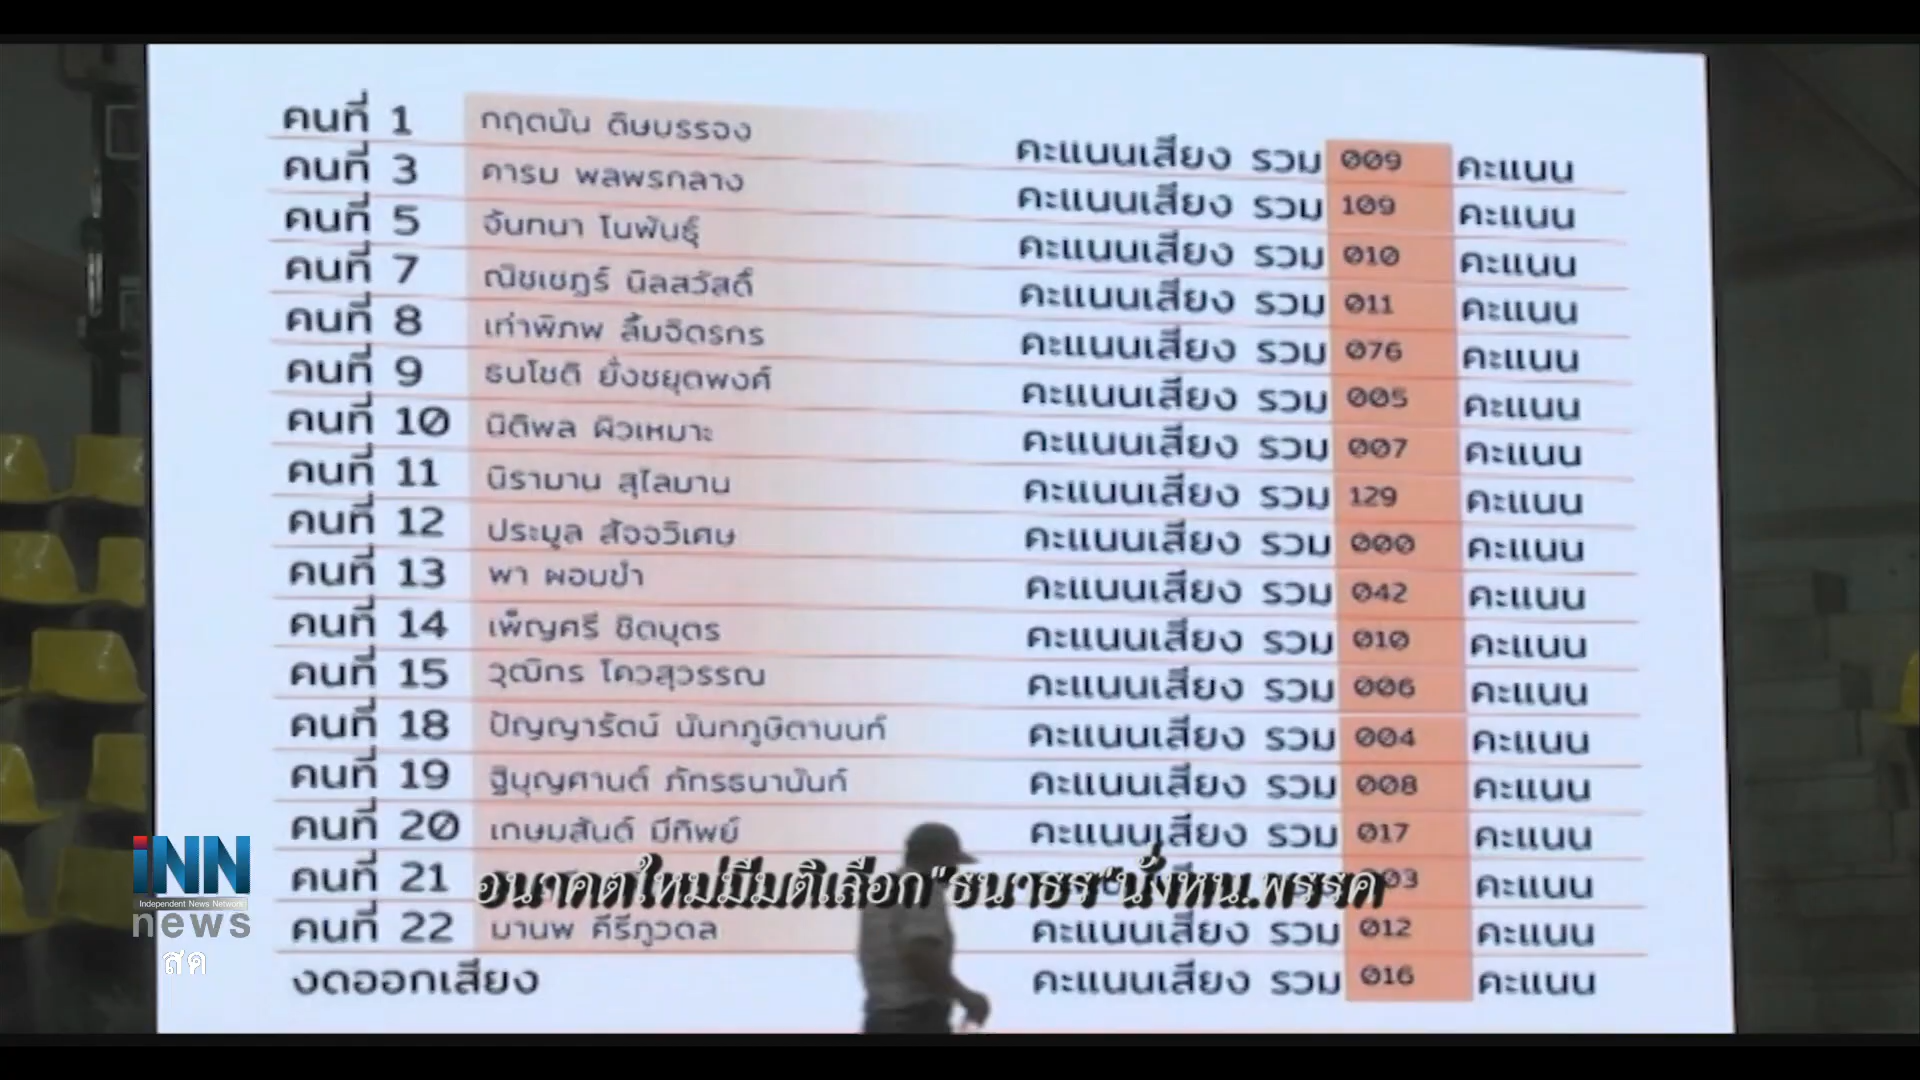 คนที่ 1 กฤตนัน ดิษบรรจง คะแนนเสียง รวม 009 คะแนน
คนที่ 3 คารม พลพรกลาง คะแนนเสียง รวม 109 คะแนน
คนที่ 5 จันทนา โนพันธุ์ คะแนนเสียง รวม 010 คะแนน
คนที่ 7 ณิชเชฎร์ นิลสวัสดิ์ คะแนนเสียง รวม 011 คะแนน
คนที่ 8 เท่าพิภพ ลิ้มจิตรกร คะแนนเสียง รวม 076 คะแนน
คนที่ 9 ธนโชติ ยั่งชยุตพงศ์ คะแนนเสียง รวม 005 คะแนน
คนที่ 10 นิติพล ผิวเหมาะ คะแนนเสียง รวม 007 คะแนน
คนที่ 11 นิรามาน สุไลมาน คะแนนเสียง รวม 129 คะแนน
คนที่ 12 ประมูล สัจจวิเศษ คะแนนเสียง รวม 000 คะแนน
คนที่ 13 พา ผอมขำ คะแนนเสียง รวม 042 คะแนน
คนที่ 14 เพ็ญศรี ชิตบุตร คะแนนเสียง รวม 010 คะแนน
คนที่ 15 วุฒิกร โควสุวรรณ คะแนนเสียง รวม 006 คะแนน
คนที่ 18 ปัญญารัตน์ นันทภูษิตานนท์ คะแนนเสียง รวม 004 คะแนน
คนที่ 19 ฐิบุญศานต์ ภัทรธนานันท์ คะแนนเสียง รวม 008 คะแนน
คนที่ 20 เกษมสันต์ มีทิพย์ คะแนนเสียง รวม 017 คะแนน
คนที่ 21 คะแนน
อนาคตใหม่มีมติเลือก"ธนาธร"นั่งหน.พรรค
คนที่ 22 มานพ คีรีภูวดล คะแนนเสียง รวม 012 คะแนน
งดออกเสียง คะแนนเสียง รวม 016 คะแนน
iNN
Independent News Network
news
สด